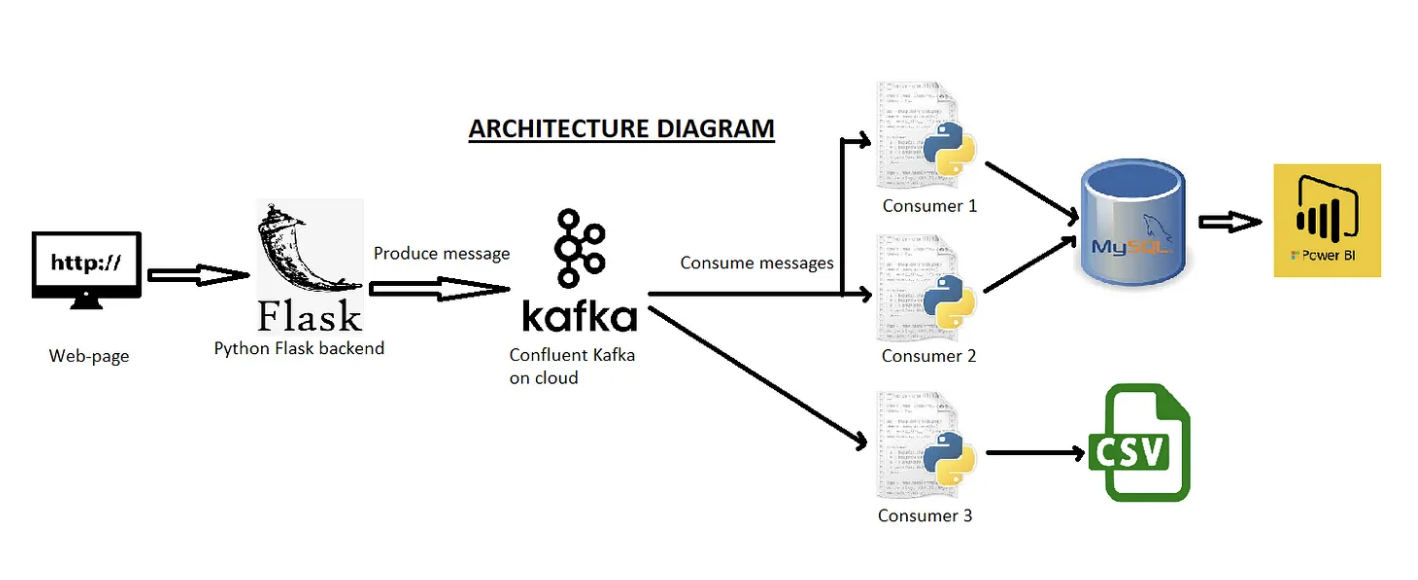 ARCHITECTURE DIAGRAM
http://
Web-page
Flask
Python Flask backend
Produce message
kafka
Confluent Kafka
on cloud
Consume messages
Consumer 1
Consumer 2
Consumer 3
MySQL
Power BI
CSV